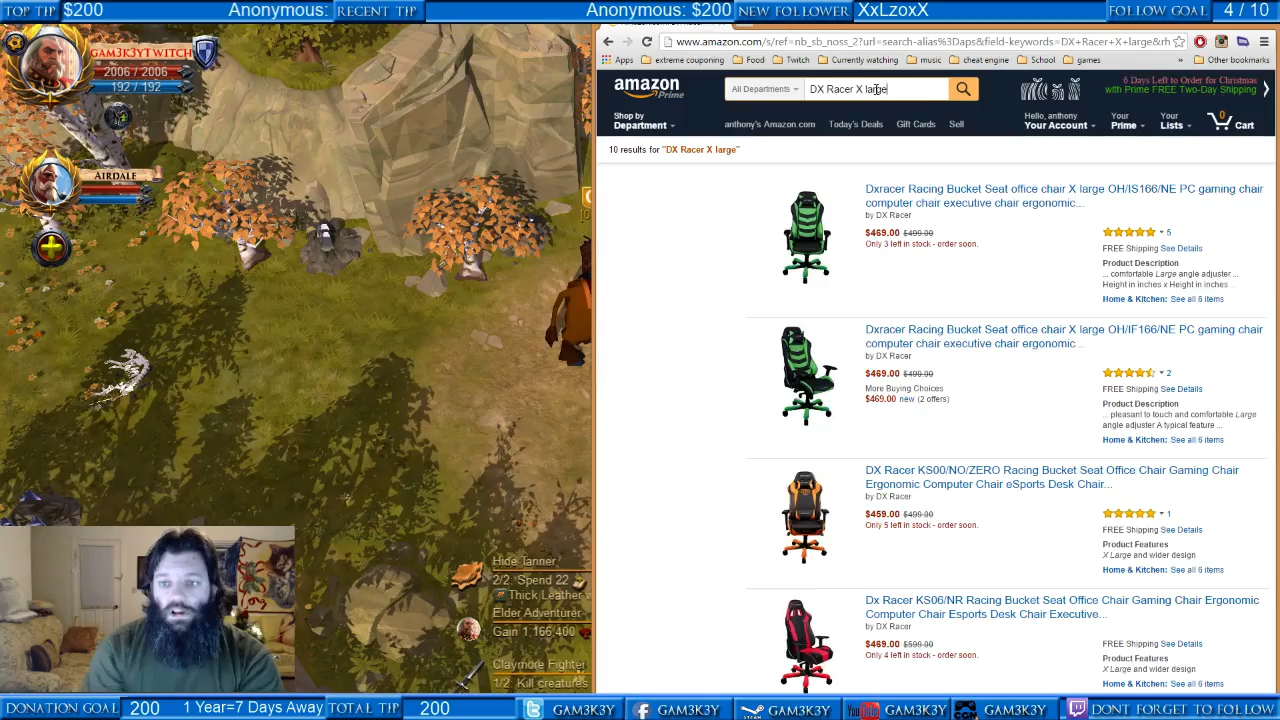 TOP TIP $200 Anonymous: RECENT TIP Anonymous: $200 NEW FOLLOWER XxLzoxX FOLLOW GOAL 4 / 10
GAM3K3YTWITCH
2006 / 2006
192 / 192
AIRDALE
Hide Tanner
2/2: Spend 22
Thick Leather
Elder Adventurer
Gain 1,166,400
Claymore Fighter
1/2: Kill creatures
www.amazon.com/s/ref=nb_sb_noss_2?url=search-alias%3Daps&field-keywords=DX+Racer+X+large&rh
Apps extreme couponing Food Twitch Currently watching music cheat engine School games » Other bookmarks
amazon Prime
All Departments DX Racer X large
6 Days Left to Order for Christmas
with Prime FREE Two-Day Shipping
Shop by Department
anthony's Amazon.com Today's Deals Gift Cards Sell
Hello, anthony
Your Account
Your Prime
Your Lists
0 Cart
10 results for "DX Racer X large"
Dxracer Racing Bucket Seat office chair X large OH/IS166/NE PC gaming chair
computer chair executive chair ergonomic...
by DX Racer
$469.00 $499.00
Only 3 left in stock - order soon.
5
FREE Shipping See Details
Product Description
... comfortable Large angle adjuster ...
Height in inches x Height in inches ...
Home & Kitchen: See all 6 items
Dxracer Racing Bucket Seat office chair X large OH/IF166/NE PC gaming chair
computer chair executive chair ergonomic...
by DX Racer
$469.00 $499.00
More Buying Choices
$469.00 new (2 offers)
2
FREE Shipping See Details
Product Description
... pleasant to touch and comfortable Large
angle adjuster A typical feature ...
Home & Kitchen: See all 6 items
DX Racer KS00/NO/ZERO Racing Bucket Seat Office Chair Gaming Chair
Ergonomic Computer Chair eSports Desk Chair...
by DX Racer
$459.00 $499.00
Only 5 left in stock - order soon.
1
FREE Shipping See Details
Product Features
X Large and wider design
Home & Kitchen: See all 6 items
Dx Racer KS06/NR Racing Bucket Seat Office Chair Gaming Chair Ergonomic
Computer Chair Esports Desk Chair Executive...
by DX Racer
$469.00 $599.00
Only 4 left in stock - order soon.
FREE Shipping See Details
Product Features
X Large and wider design
Home & Kitchen: See all 6 items
DONATION GOAL 200 1 Year=7 Days Away TOTAL TIP 200 GAM3K3Y GAM3K3Y STEAM GAM3K3Y YouTube GAM3K3Y CGN GAM3K3Y DONT FORGET TO FOLLOW